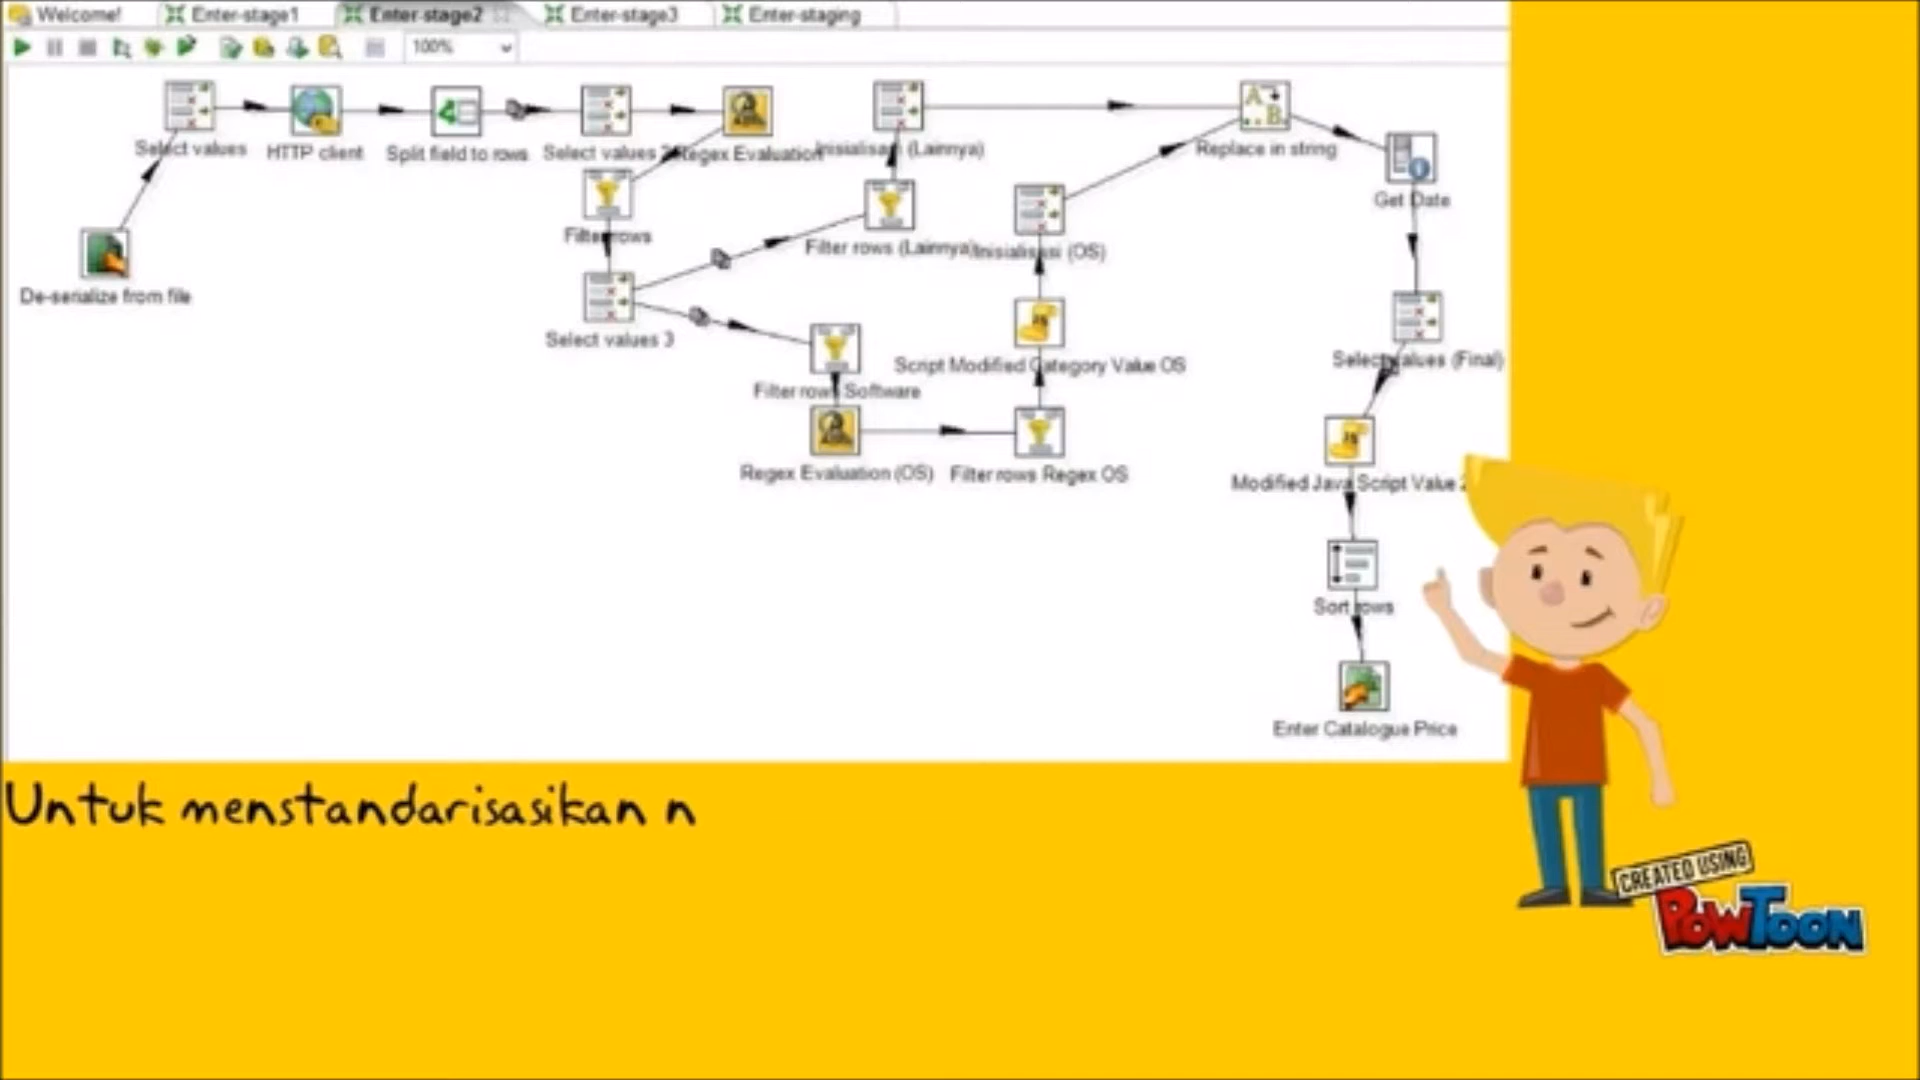 Welcome!
Enter-stage1
Enter-stage2
Enter-stage3
Enter-staging
100%
Select values
HTTP client
Split field to rows
Select values 2
Regex Evaluation
Inisialisasi (Lainnya)
Replace in string
Get Date
Filter rows
Filter rows (Lainnya)
Inisialisasi (OS)
De-serialize from file
Select values 3
Script Modified Category Value OS
Select values (Final)
Filter rows Software
Regex Evaluation (OS)
Filter rows Regex OS
Modified Java Script Value 2
Sort rows
Enter Catalogue Price
Untuk menstandarisasikan n
CREATED USING
POWTOON